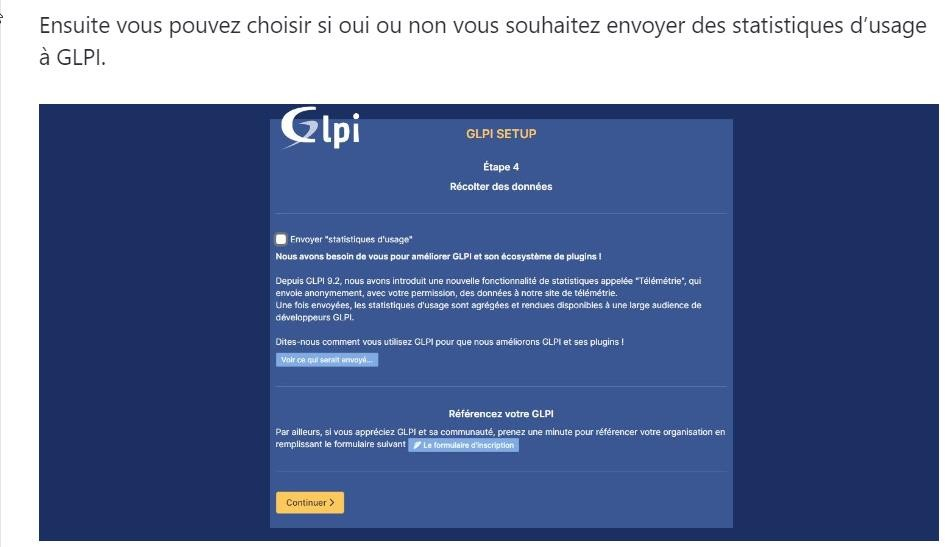 Ensuite vous pouvez choisir si oui ou non vous souhaitez envoyer des statistiques d’usage
à GLPI.
Glpi
GLPI SETUP
Étape 4
Récolter des données
Envoyer "statistiques d'usage"
Nous avons besoin de vous pour améliorer GLPI et son écosystème de plugins !
Depuis GLPI 9.2, nous avons introduit une nouvelle fonctionnalité de statistiques appelée "Télémétrie", qui
envoie anonymement, avec votre permission, des données à notre site de télémétrie.
Une fois envoyées, les statistiques d'usage sont agrégées et rendues disponibles à une large audience de
développeurs GLPI.
Dites-nous comment vous utilisez GLPI pour que nous améliorons GLPI et ses plugins !
Voir ce qui serait envoyé...
Référencez votre GLPI
Par ailleurs, si vous appréciez GLPI et sa communauté, prenez une minute pour référencer votre organisation en
remplissant le formulaire suivant Le formulaire d'inscription
Continuer >